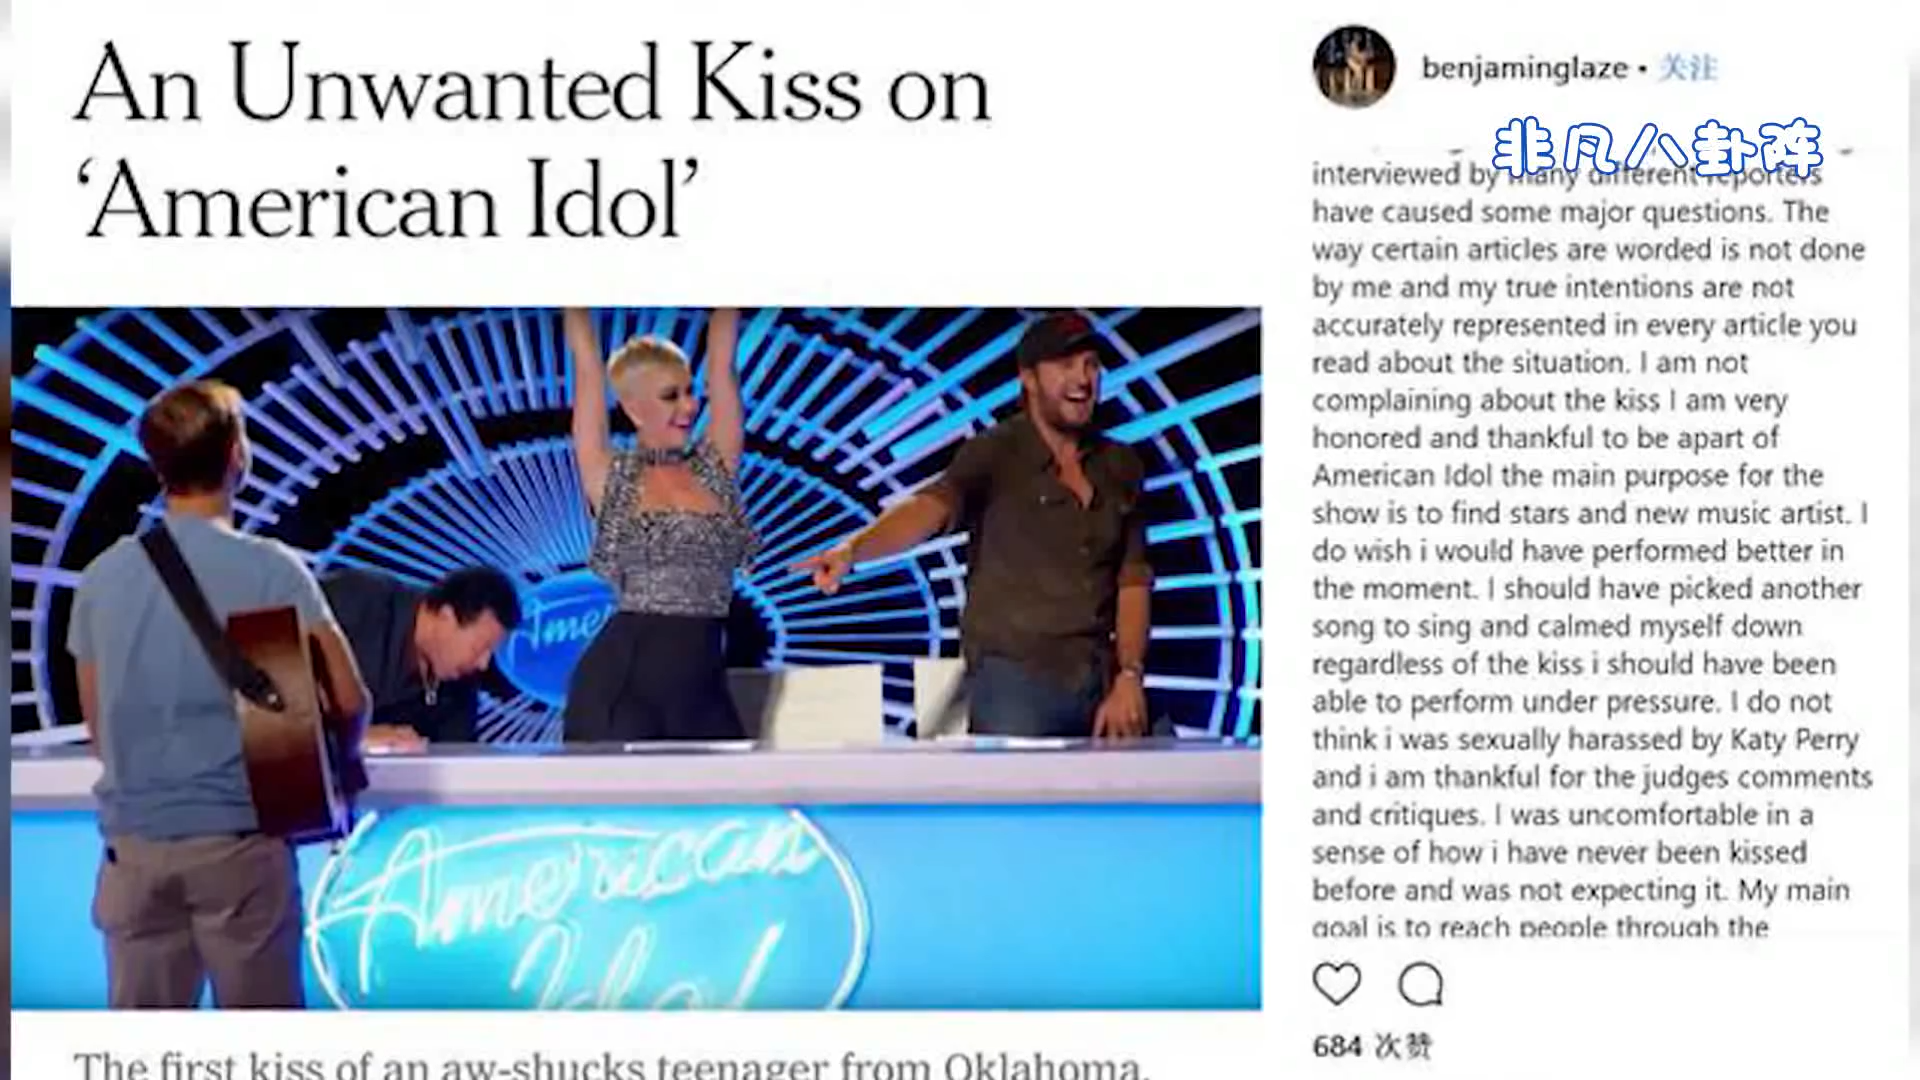 An Unwanted Kiss on
‘American Idol’
Ame
American
Idol
The first kiss of an aw-shucks teenager from Oklahoma,
benjaminglaze • 关注
非凡八卦阵
interviewed by many different reporters
have caused some major questions. The
way certain articles are worded is not done
by me and my true intentions are not
accurately represented in every article you
read about the situation. I am not
complaining about the kiss I am very
honored and thankful to be apart of
American Idol the main purpose for the
show is to find stars and new music artist. I
do wish i would have performed better in
the moment. I should have picked another
song to sing and calmed myself down
regardless of the kiss i should have been
able to perform under pressure. I do not
think i was sexually harassed by Katy Perry
and i am thankful for the judges comments
and critiques. I was uncomfortable in a
sense of how i have never been kissed
before and was not expecting it. My main
goal is to reach people through the
684 次赞